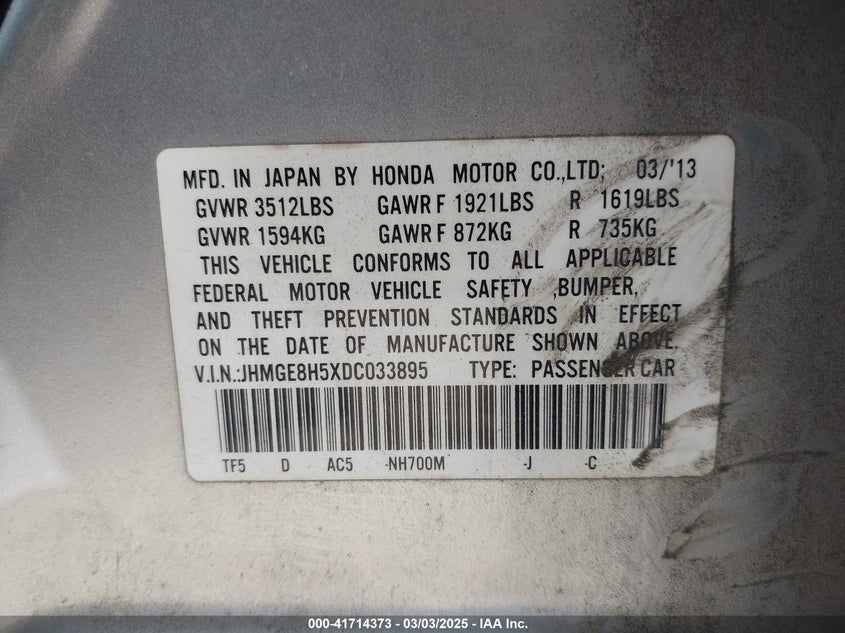 MFD. IN JAPAN BY HONDA MOTOR CO.,LTD; 03/'13
GVWR 3512LBS GAWR F 1921LBS R 1619LBS
GVWR 1594KG GAWR F 872KG R 735KG
THIS VEHICLE CONFORMS TO ALL APPLICABLE
FEDERAL MOTOR VEHICLE SAFETY ,BUMPER,
AND THEFT PREVENTION STANDARDS IN EFFECT
ON THE DATE OF MANUFACTURE SHOWN ABOVE.
V.I.N.:JHMGE8H5XDC033895 TYPE: PASSENGER CAR
TF5 D AC5 -NH700M -J -C
000-41714373 - 03/03/2025 - IAA Inc.